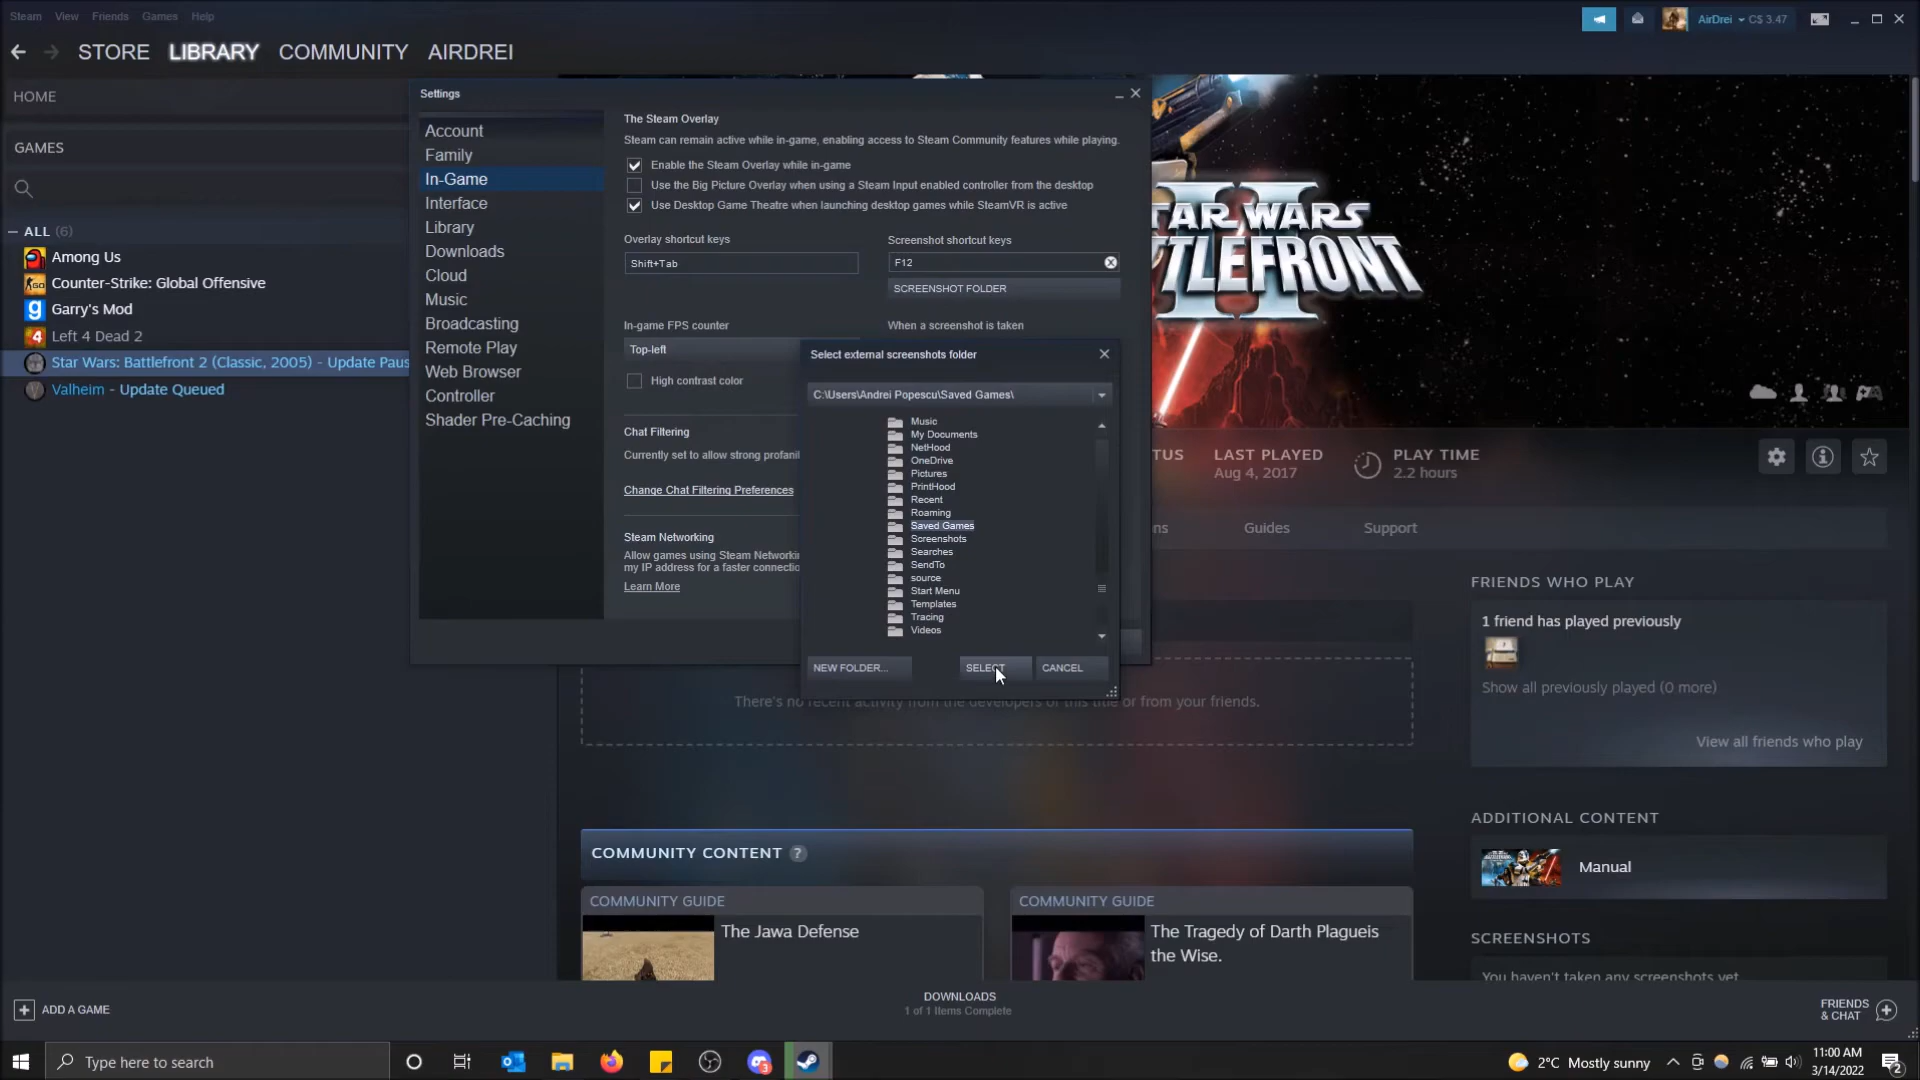 Steam View Friends Games Help
AirDrei C$ 3.47
STORE LIBRARY COMMUNITY AIRDREI
HOME
GAMES
ALL (6)
Among Us
Counter-Strike: Global Offensive
Garry's Mod
Left 4 Dead 2
Star Wars: Battlefront 2 (Classic, 2005) - Update Paus
Valheim - Update Queued
Settings
Account
Family
In-Game
Interface
Library
Downloads
Cloud
Music
Broadcasting
Remote Play
Web Browser
Controller
Shader Pre-Caching
The Steam Overlay
Steam can remain active while in-game, enabling access to Steam Community features while playing.
Enable the Steam Overlay while in-game
Use the Big Picture Overlay when using a Steam Input enabled controller from the desktop
Use Desktop Game Theatre when launching desktop games while SteamVR is active
Overlay shortcut keys
Shift+Tab
Screenshot shortcut keys
F12
SCREENSHOT FOLDER
In-game FPS counter
Top-left
High contrast color
When a screenshot is taken
Chat Filtering
Currently set to allow strong profanit
Change Chat Filtering Preferences
Steam Networking
Allow games using Steam Networkin
my IP address for a faster connectio
Learn More
Select external screenshots folder
C:\Users\Andrei Popescu\Saved Games\
Music
My Documents
NetHood
OneDrive
Pictures
PrintHood
Recent
Roaming
Saved Games
Screenshots
Searches
SendTo
source
Start Menu
Templates
Tracing
Videos
NEW FOLDER... SELECT CANCEL
TAR WARS
TLEFRONT
II
TUS
LAST PLAYED
Aug 4, 2017
PLAY TIME
2.2 hours
ns Guides Support
There's no recent activity from the developers of this title or from your friends.
FRIENDS WHO PLAY
1 friend has played previously
Show all previously played (0 more)
View all friends who play
ADDITIONAL CONTENT
Manual
SCREENSHOTS
You haven't taken any screenshots yet
COMMUNITY CONTENT ?
COMMUNITY GUIDE
The Jawa Defense
COMMUNITY GUIDE
The Tragedy of Darth Plagueis
the Wise.
ADD A GAME
DOWNLOADS
1 of 1 Items Complete
FRIENDS
& CHAT
Type here to search
3
2°C Mostly sunny
11:00 AM
3/14/2022
2